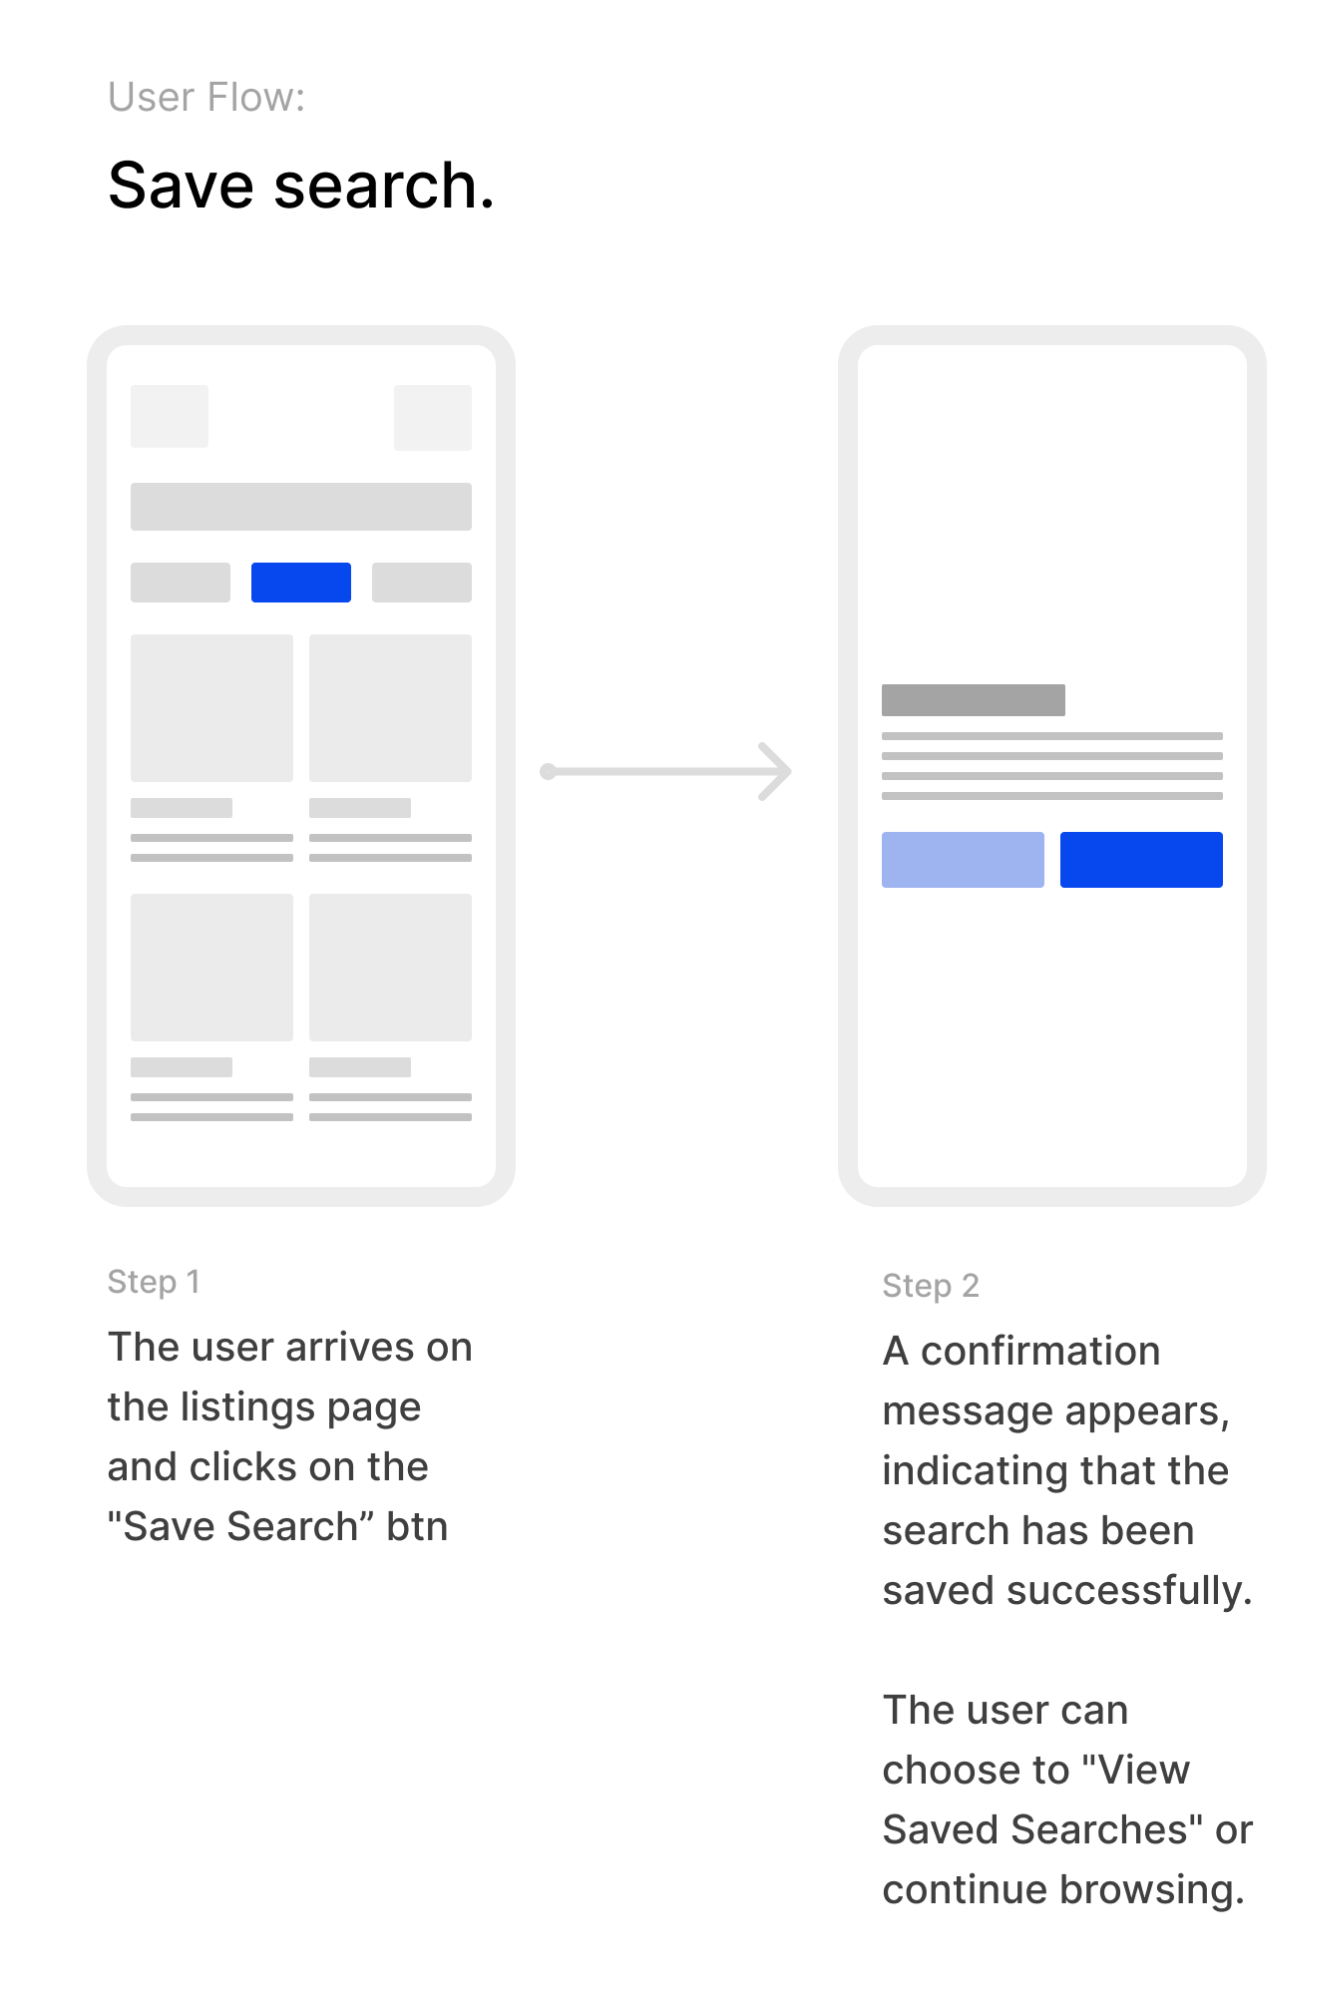 User Flow:
Save search.
Step 1
The user arrives on
the listings page
and clicks on the
"Save Search” btn
Step 2
A confirmation
message appears,
indicating that the
search has been
saved successfully.
The user can
choose to "View
Saved Searches" or
continue browsing.